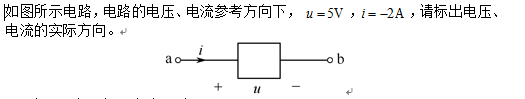 如图所示电路，电路的电压、电流参考方向下， u=5V ，i=−2A ，请标出电压、
电流的实际方向。
a i b
+ u −